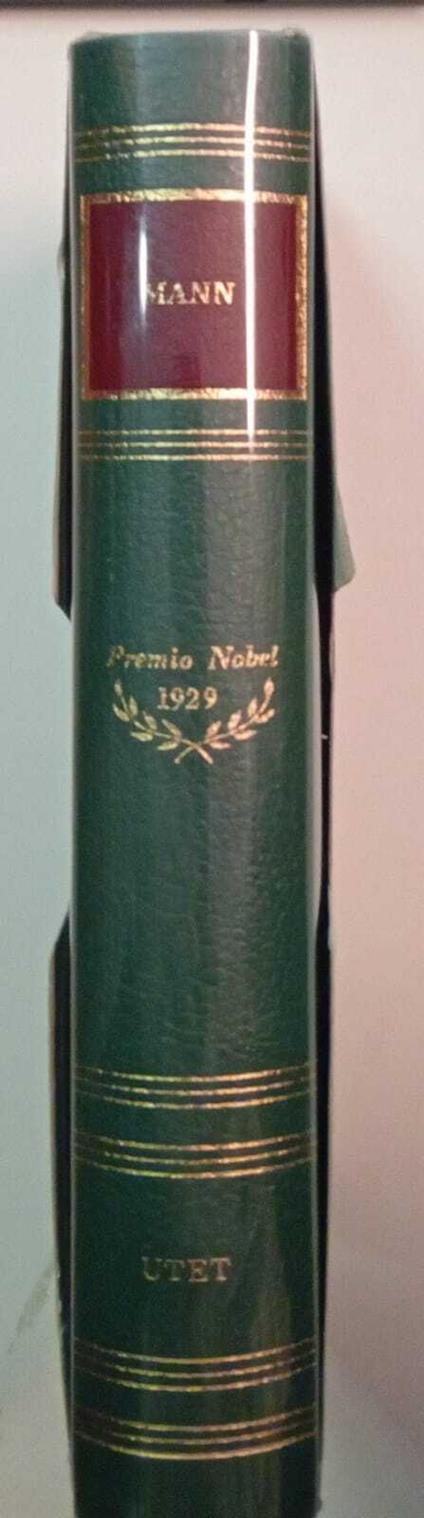 MANN
Premio Nobel
1929
UTET